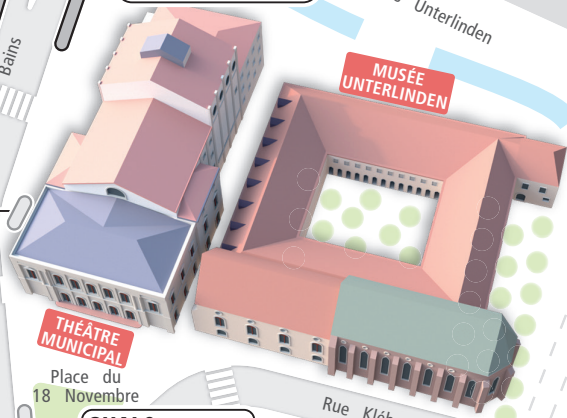 Unterlinden
Bains
MUSÉE
UNTERLINDEN
THÉÂTRE
MUNICIPAL
Place du
18 Novembre
Rue